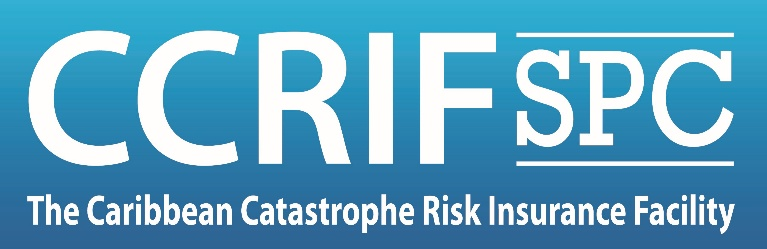 CCRIF SPC
The Caribbean Catastrophe Risk Insurance Facility